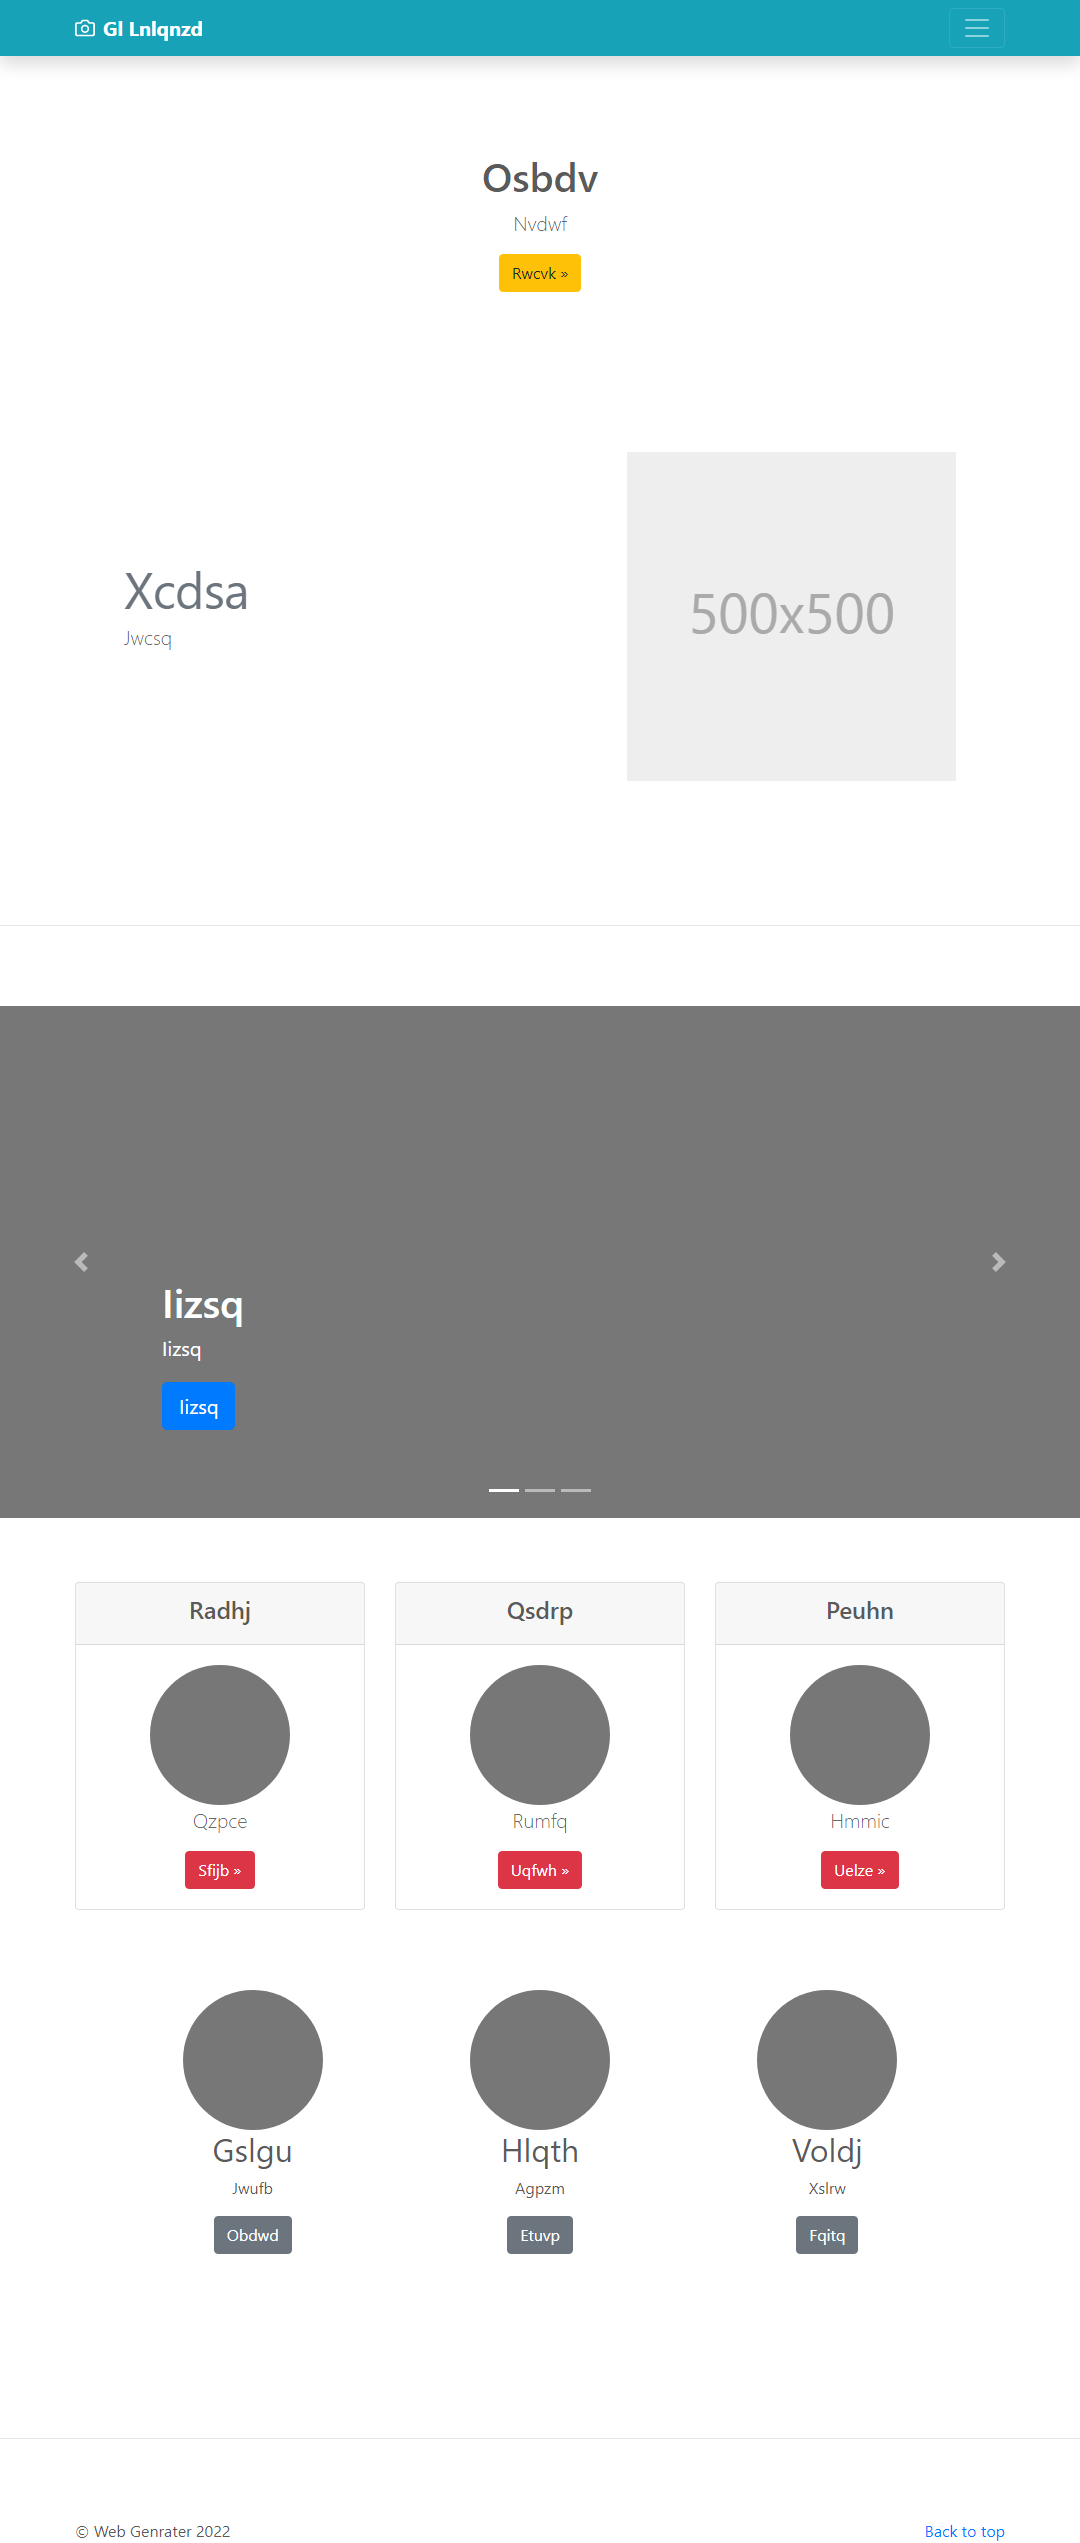 Gl Lnlqnzd
Osbdv
Nvdwf
Rwcvk »
Xcdsa
Jwcsq
500x500
Iizsq
Iizsq
Iizsq
Radhj
Qsdrp
Peuhn
Qzpce
Rumfq
Hmmic
Sfijb »
Uqfwh »
Uelze »
Gslgu
Hlqth
Voldj
Jwufb
Agpzm
Xslrw
Obdwd
Etuvp
Fqitq
© Web Genrater 2022
Back to top